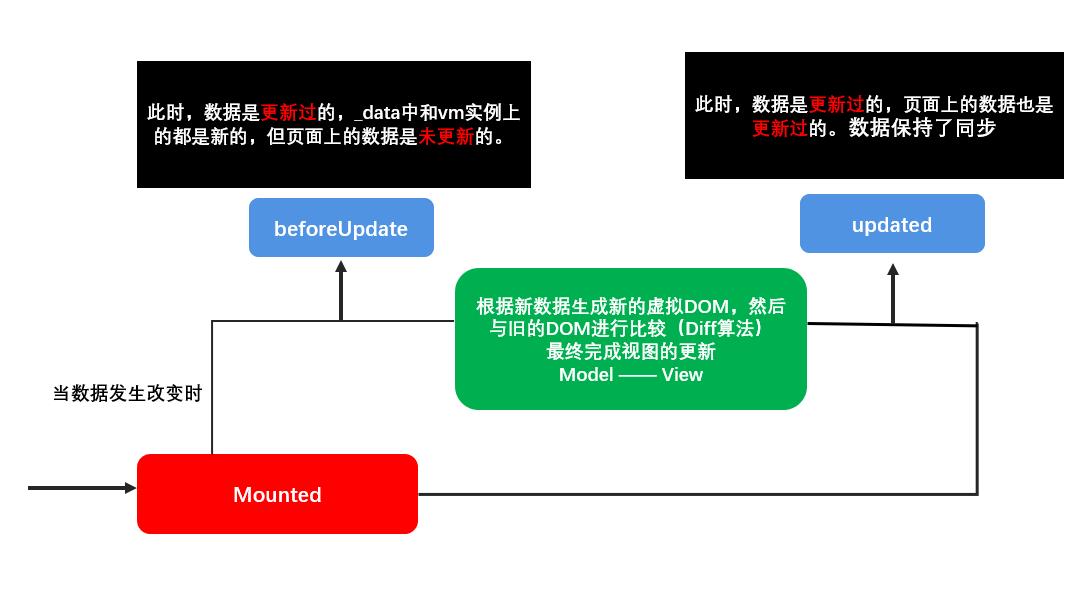 此时，数据是更新过的，_data中和vm实例上
的都是新的，但页面上的数据是未更新的。
此时，数据是更新过的，页面上的数据也是
更新过的。数据保持了同步
beforeUpdate
updated
根据新数据生成新的虚拟DOM，然后
与旧的DOM进行比较（Diff算法）
最终完成视图的更新
Model —— View
当数据发生改变时
Mounted